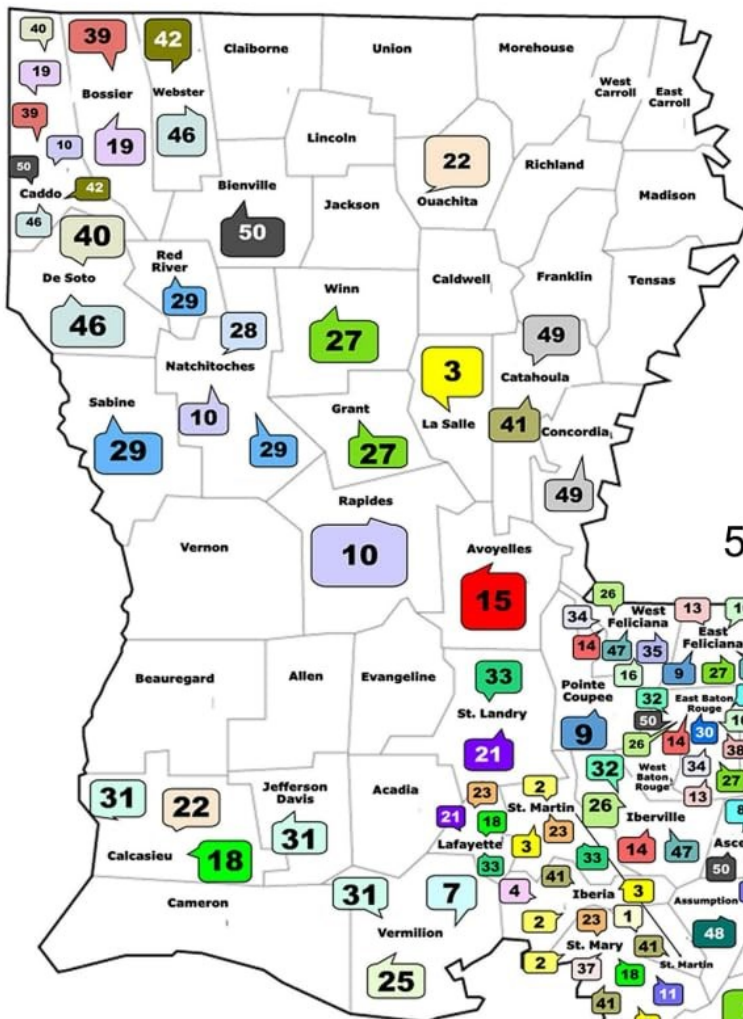 40
39
42
Claiborne
Union
Morehouse
19
Bossier
Webster
West
Carroll
East
Carroll
39
10
19
46
Lincoln
22
Richland
50
Caddo
42
Bienville
Jackson
Ouachita
Madison
46
40
50
De Soto
Red
River
29
Winn
Caldwell
Franklin
Tensas
46
28
27
49
Natchitoches
3
Catahoula
Sabine
10
Grant
La Salle
41
Concordia
29
29
27
49
Rapides
Vernon
10
Avoyelles
5
15
26
34
West
Feliciana
13
1
East
Feliciana
14
47
35
16
9
27
Beauregard
Allen
Evangeline
33
Pointe
Coupee
32
East Baton
Rouge
St. Landry
9
50
30
16
26
14
38
21
32
West
Baton
Rouge
34
27
13
31
22
Jefferson
Davis
Acadia
23
2
St. Martin
26
Iberville
8
21
18
23
31
Lafayette
3
14
47
Asce
Calcasieu
18
33
33
50
41
Cameron
31
7
4
Iberia
3
Assumption
2
23
1
48
Vermilion
St. Mary
41
St. Martin
25
2
37
18
11
41